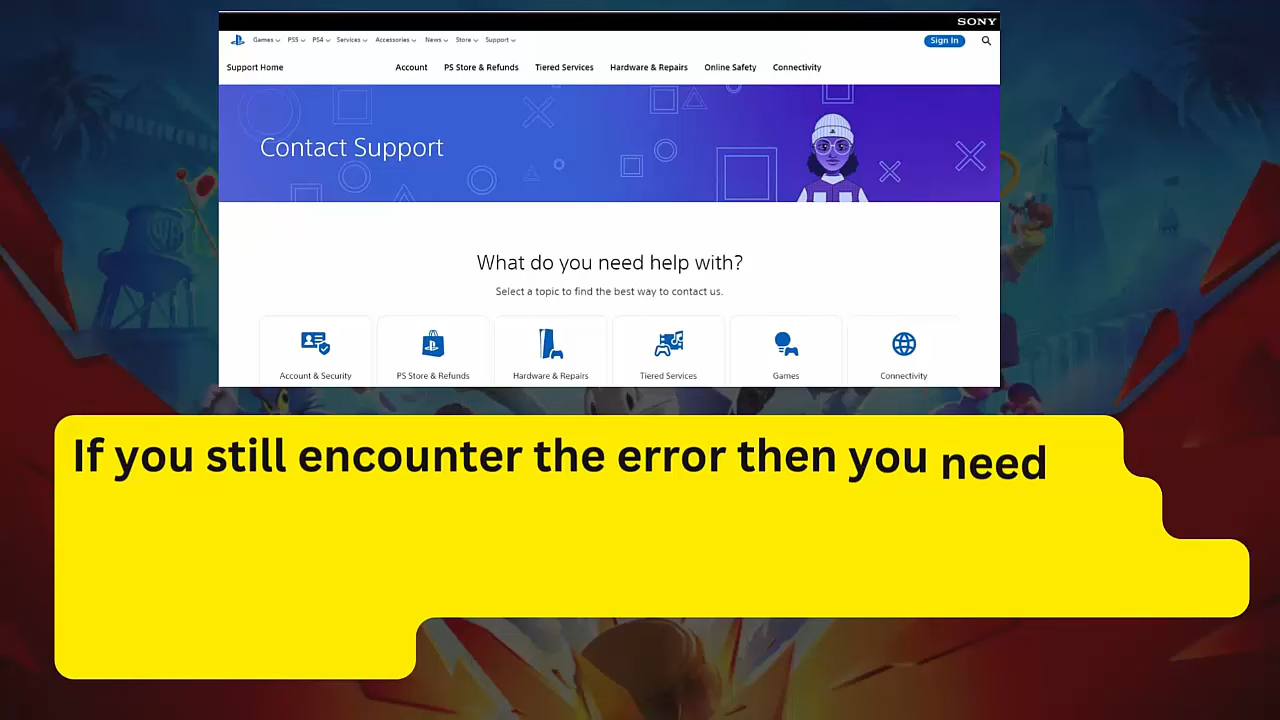 SONY
Games PS5 PS4 Services Accessories News Store Support Sign In
Support Home Account PS Store & Refunds Tiered Services Hardware & Repairs Online Safety Connectivity
Contact Support
What do you need help with?
Select a topic to find the best way to contact us.
Account & Security PS Store & Refunds Hardware & Repairs Tiered Services Games Connectivity
If you still encounter the error then you need